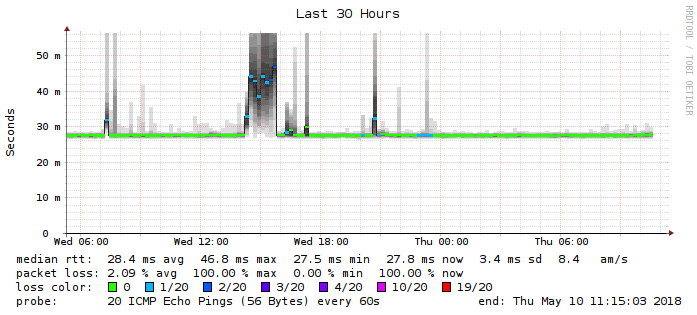 Last 30 Hours
RRDTOOL / TOBI OETIKER
Seconds
50 m
40 m
30 m
20 m
10 m
0
Wed 06:00 Wed 12:00 Wed 18:00 Thu 00:00 Thu 06:00
median rtt: 28.4 ms avg 46.8 ms max 27.5 ms min 27.8 ms now 3.4 ms sd 8.4 am/s
packet loss: 2.09 % avg 100.00 % max 0.00 % min 100.00 % now
loss color: 0 1/20 2/20 3/20 4/20 10/20 19/20
probe: 20 ICMP Echo Pings (56 Bytes) every 60s end: Thu May 10 11:15:03 2018